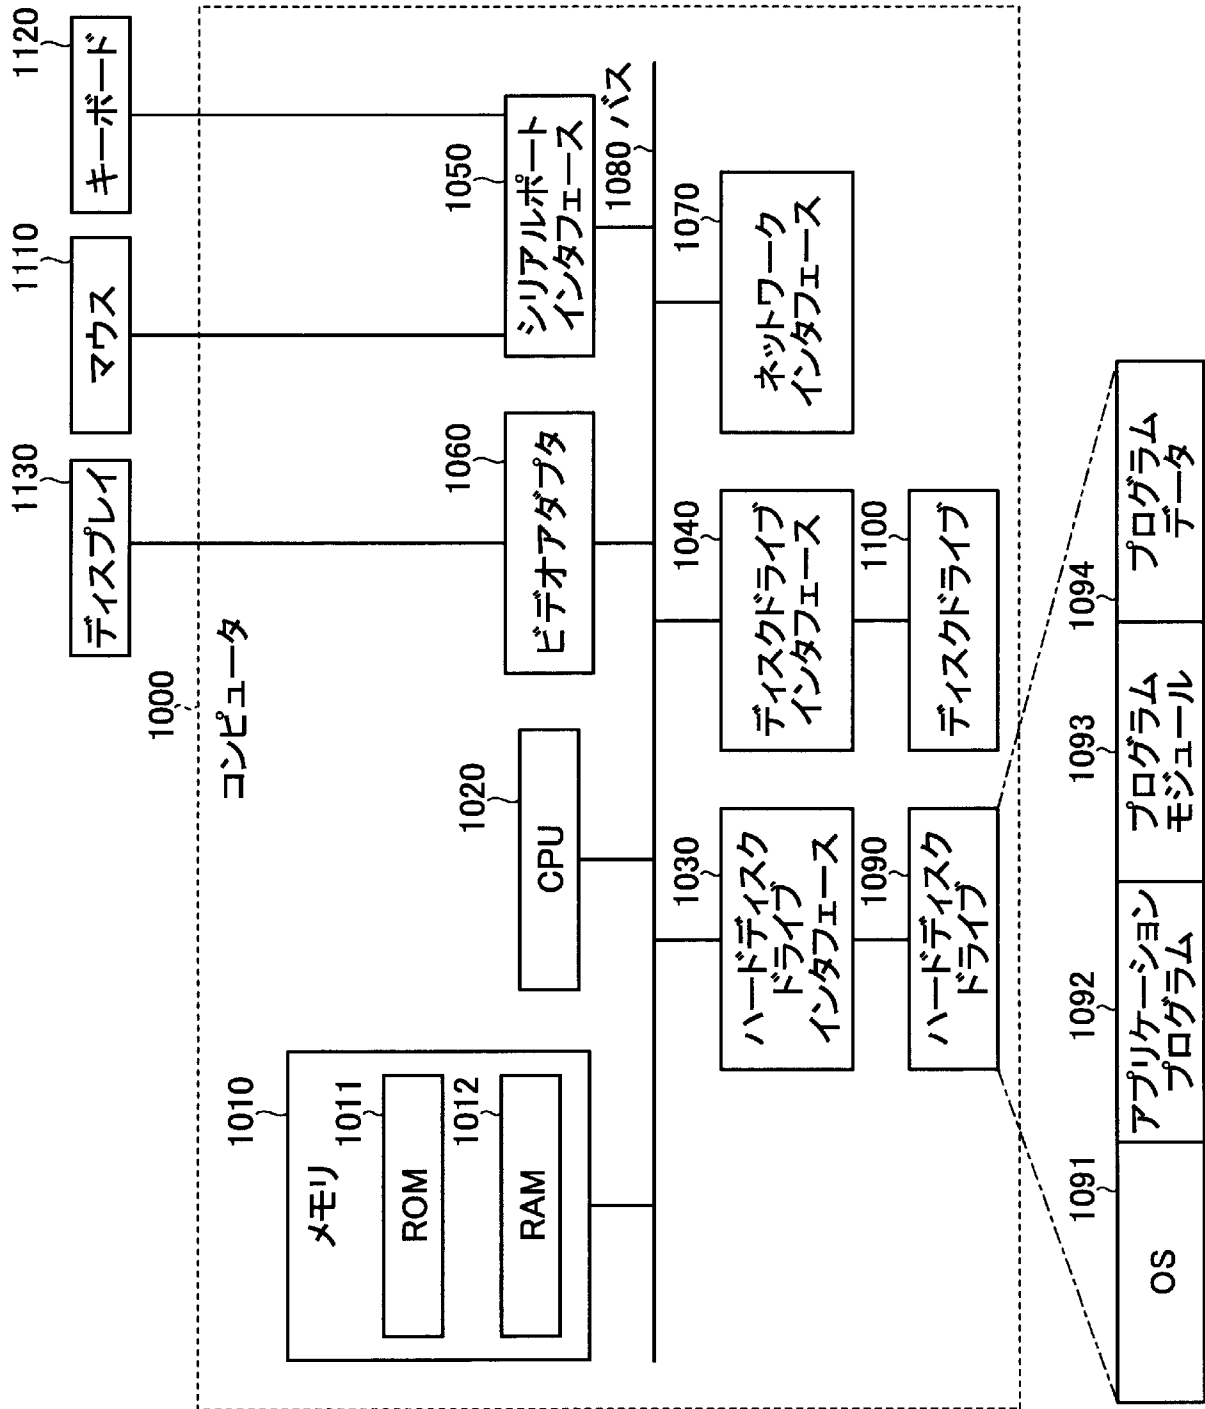 1000
コンピュータ
1010
メモリ
1011
ROM
1012
RAM
1020
CPU
1130
ディスプレイ
1110
マウス
1120
キーボード
1060
ビデオアダプタ
1050
シリアルポート
インタフェース
1080 バス
1030
ハードディスク
ドライブ
インタフェース
1040
ディスクドライブ
インタフェース
1070
ネットワーク
インタフェース
1090
ハードディスク
ドライブ
1100
ディスクドライブ
1091
OS
1092
アプリケーション
プログラム
1093
プログラム
モジュール
1094
プログラム
データ